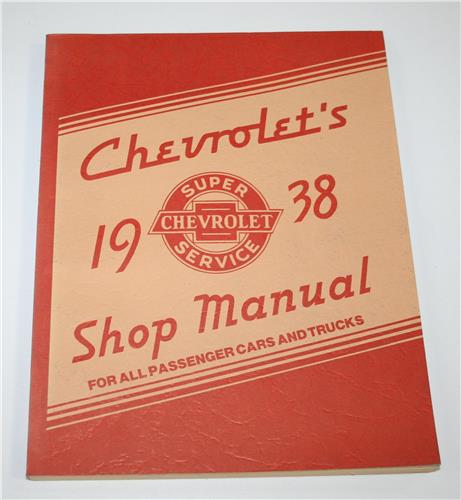 Chevrolet's
19 38
SUPER
CHEVROLET
SERVICE
Shop Manual
FOR ALL PASSENGER CARS AND TRUCKS